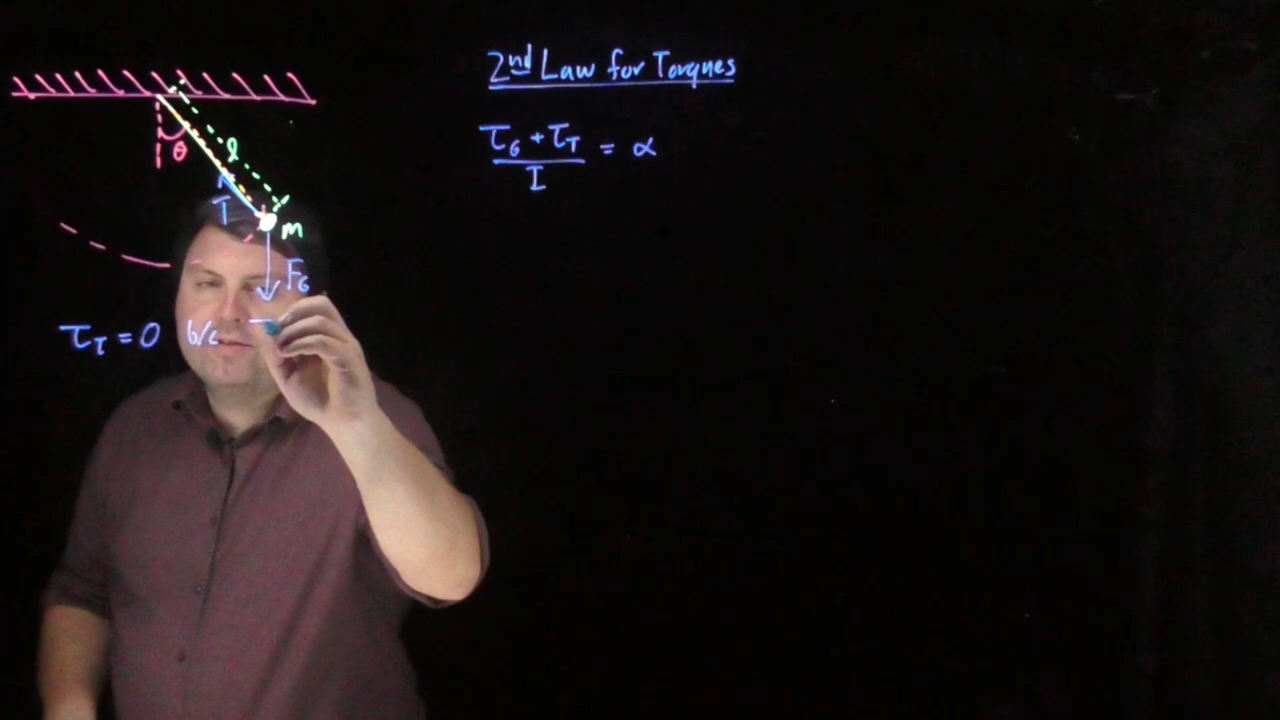 2nd Law for Torques
τG + τT
I
= α
θ
ℓ
T
m
FG
τT = 0 b/c